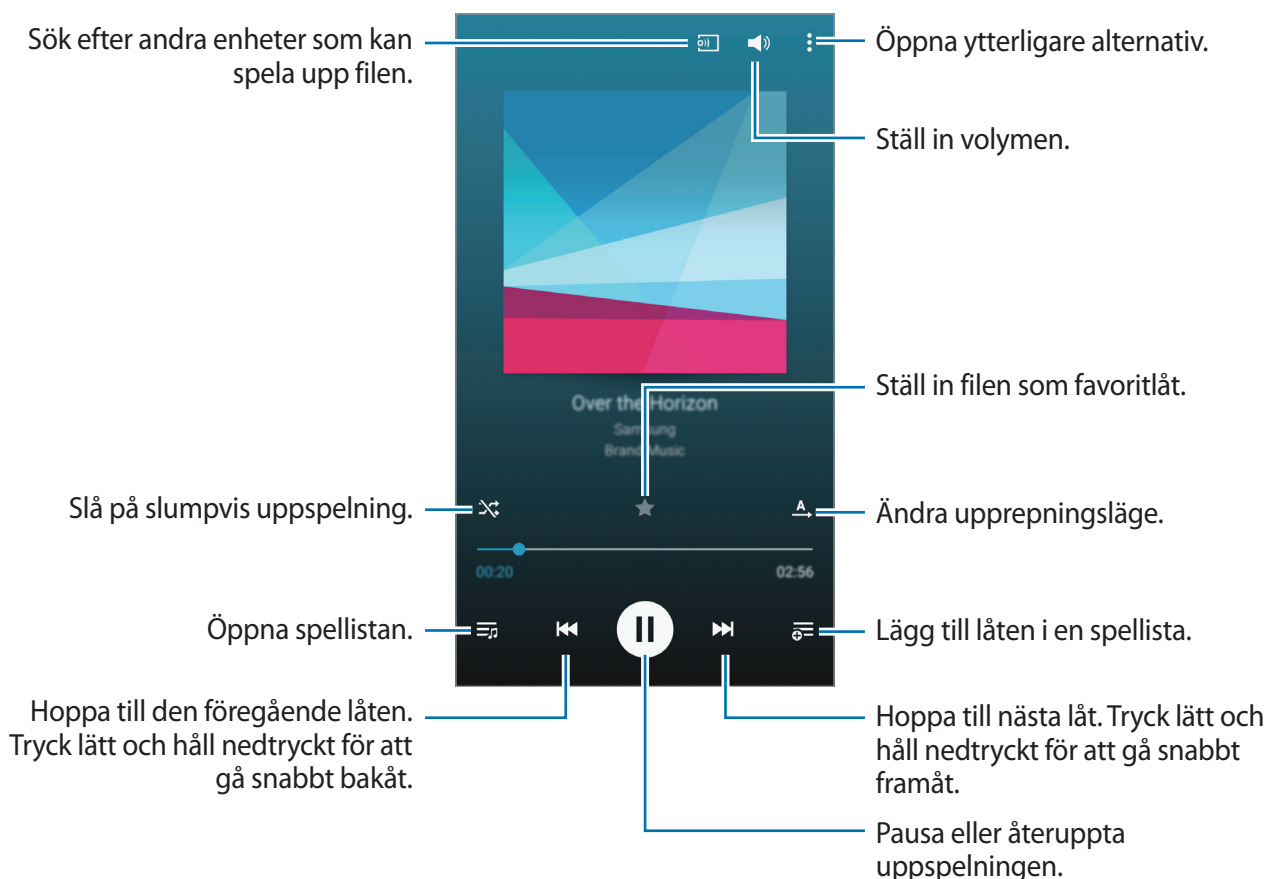 Sök efter andra enheter som kan
spela upp filen.
Öppna ytterligare alternativ.
Ställ in volymen.
Ställ in filen som favoritlåt.
Over the Horizon
Samsung
Brand Music
Slå på slumpvis uppspelning.
A
Ändra upprepningsläge.
00:20
02:56
Öppna spellistan.
Lägg till låten i en spellista.
Hoppa till den föregående låten.
Tryck lätt och håll nedtryckt för att
gå snabbt bakåt.
Hoppa till nästa låt. Tryck lätt och
håll nedtryckt för att gå snabbt
framåt.
Pausa eller återuppta
uppspelningen.